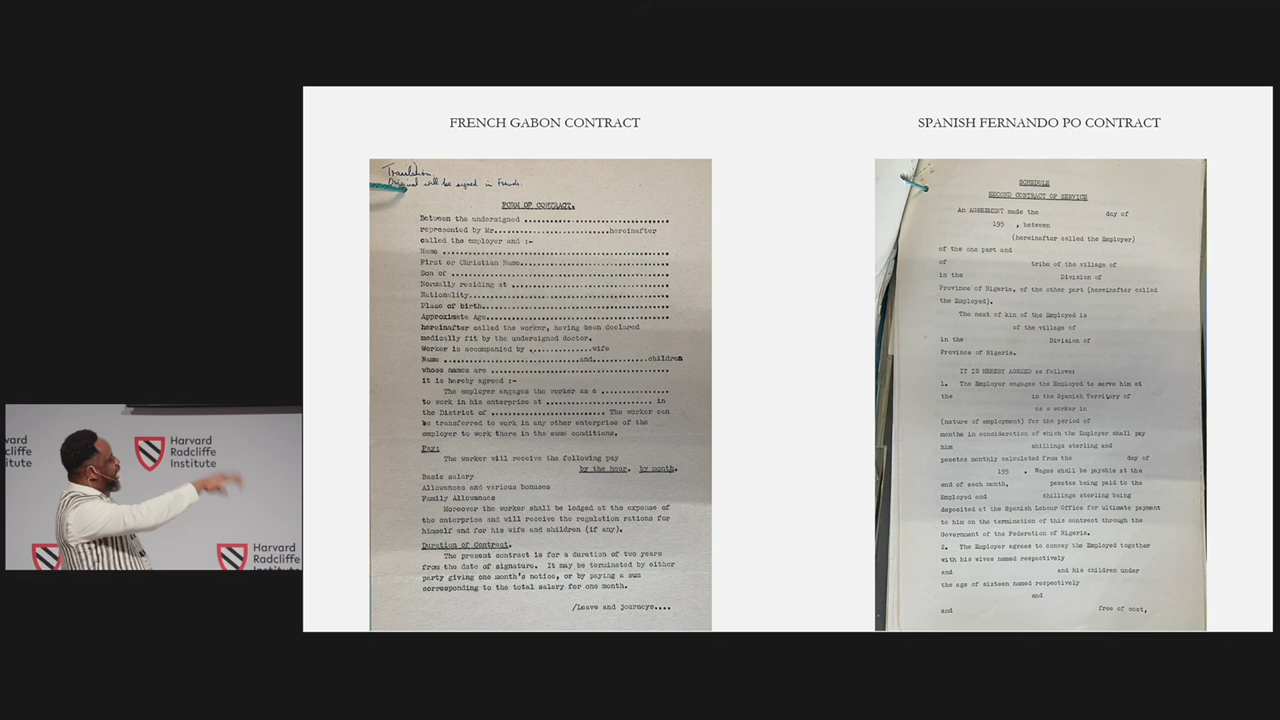 FRENCH GABON CONTRACT
Translation.
Original will be signed in French.
FORM OF CONTRACT.
Between the undersigned ........................................
represented by Mr...............................hereinafter
called the employer and :-
Name ........................................
First or Christian Name........................................
Son of ........................................
Normally residing at ........................................
Nationality........................................
Place of birth........................................
Approximate Age........................................
hereinafter called the worker, having been declared
medically fit by the undersigned doctor.
Worker is accompanied by ................wife
Name ........................and............children
whose names are ........................................
it is hereby agreed :-
The employer engages the worker as a ................
to work in his enterprise at ........................ in
the District of ........................ The worker can
be transferred to work in any other enterprise of the
employer to work there in the same conditions.
Pay:
The worker will receive the following pay
by the hour. by month.
Basic salary
Allowances and various bonuses
Family Allowances
Moreover the worker shall be lodged at the expense of
the enterprise and will receive the regulation rations for
himself and for his wife and children (if any).
Duration of Contract.
The present contract is for a duration of two years
from the date of signature. It may be terminated by either
party giving one month's notice, or by paying a sum
corresponding to the total salary for one month.
/Leave and journeys....
SPANISH FERNANDO PO CONTRACT
SCHEDULE
SECOND CONTRACT OF SERVICE
An AGREEMENT made the day of
195 , between
(hereinafter called the Employer)
of the one part and
of tribe of the village of
in the Division of
Province of Nigeria, of the other part (hereinafter called
the Employed).
The next of kin of the Employed is
of the village of
in the Division of
Province of Nigeria.
IT IS HEREBY AGREED as follows:
1. The Employer engages the Employed to serve him at
the in the Spanish Territory of
as a worker in
(nature of employment) for the period of
months in consideration of which the Employer shall pay
him shillings sterling and
pesetas monthly calculated from the day of
195 . Wages shall be payable at the
end of each month, pesetas being paid to the
Employed and shillings sterling being
deposited at the Spanish Labour Office for ultimate payment
to him on the termination of this contract through the
Government of the Federation of Nigeria.
2. The Employer agrees to convey the Employed together
with his wives named respectively
and and his children under
the age of sixteen named respectively
and
and free of cost,
vard
cliffe
itute
Harvard
Radcliffe
Institute
Harvard
Radcliffe
Institute